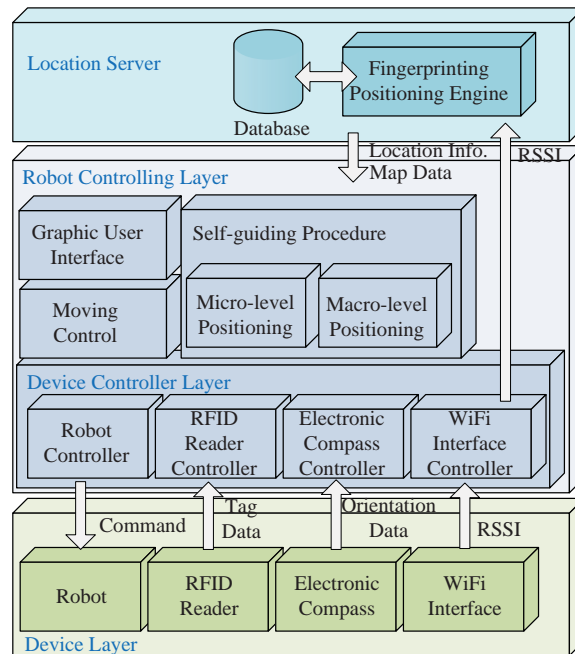 Location Server
Fingerprinting
Positioning Engine
Database
Location Info.
Map Data
RSSI
Robot Controlling Layer
Graphic User
Interface
Self-guiding Procedure
Moving
Control
Micro-level
Positioning
Macro-level
Positioning
Device Controller Layer
Robot
Controller
RFID
Reader
Controller
Electronic
Compass
Controller
WiFi
Interface
Controller
Command
Tag
Data
Orientation
Data
RSSI
Robot
RFID
Reader
Electronic
Compass
WiFi
Interface
Device Layer